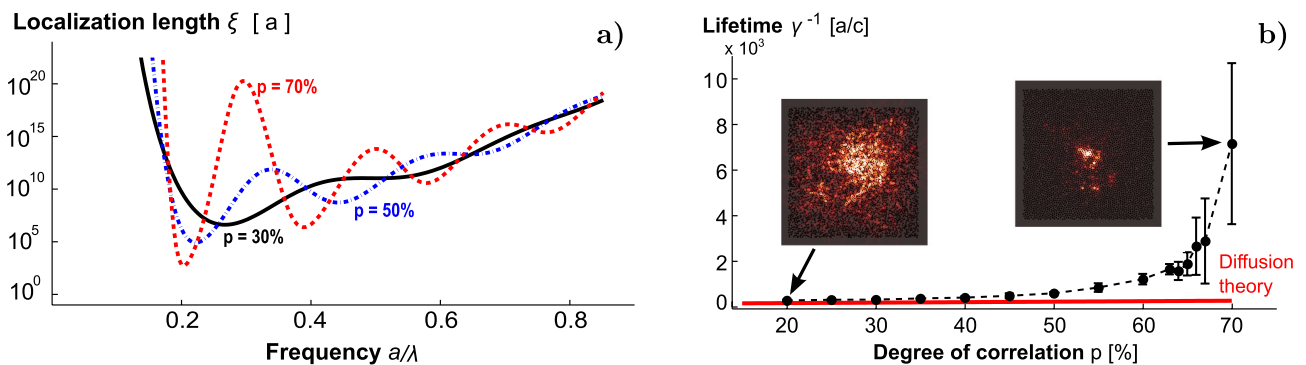 Localization length ξ [ a ]
a)
10^20
10^15
10^10
10^5
10^0
p = 70%
p = 50%
p = 30%
0.2 0.4 0.6 0.8
Frequency a/λ
Lifetime γ ^-1 [a/c]
b)
x 10^3
10
8
6
4
2
0
Diffusion
theory
20 30 40 50 60 70
Degree of correlation p [%]